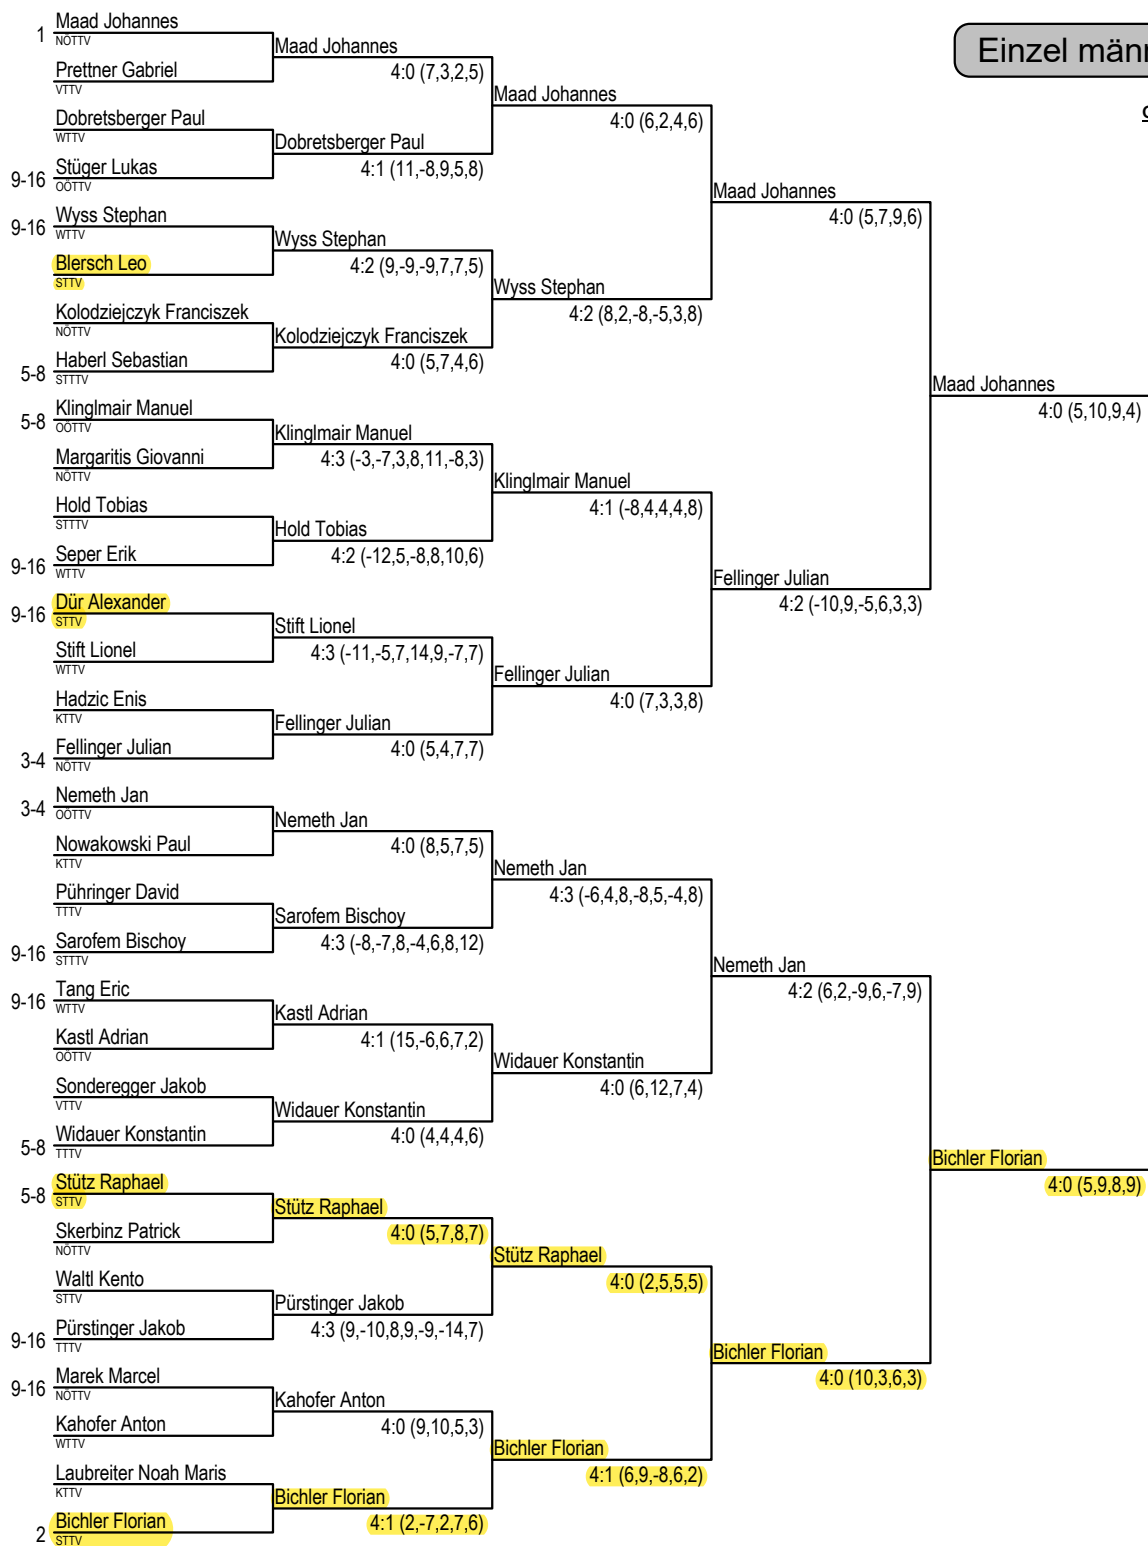 Einzel männ
1
Maad Johannes
NÖTTV
Prettner Gabriel
VTTV
Dobretsberger Paul
WTTV
9-16
Stüger Lukas
OÖTTV
9-16
Wyss Stephan
WTTV
Blersch Leo
STTV
Kolodziejczyk Franciszek
NÖTTV
5-8
Haberl Sebastian
STTTV
5-8
Klinglmair Manuel
OÖTTV
Margaritis Giovanni
NÖTTV
Hold Tobias
STTTV
9-16
Seper Erik
WTTV
9-16
Dür Alexander
STTV
Stift Lionel
WTTV
Hadzic Enis
KTTV
3-4
Fellinger Julian
NÖTTV
3-4
Nemeth Jan
OÖTTV
Nowakowski Paul
KTTV
Pühringer David
TTTV
9-16
Sarofem Bischoy
STTTV
9-16
Tang Eric
WTTV
Kastl Adrian
OÖTTV
Sonderegger Jakob
VTTV
5-8
Widauer Konstantin
TTTV
5-8
Stütz Raphael
STTV
Skerbinz Patrick
NÖTTV
Waltl Kento
STTV
9-16
Pürstinger Jakob
TTTV
9-16
Marek Marcel
NÖTTV
Kahofer Anton
WTTV
Laubreiter Noah Maris
KTTV
2
Bichler Florian
STTV
Maad Johannes
4:0 (7,3,2,5)
Dobretsberger Paul
4:1 (11,-8,9,5,8)
Wyss Stephan
4:2 (9,-9,-9,7,7,5)
Kolodziejczyk Franciszek
4:0 (5,7,4,6)
Klinglmair Manuel
4:3 (-3,-7,3,8,11,-8,3)
Hold Tobias
4:2 (-12,5,-8,8,10,6)
Stift Lionel
4:3 (-11,-5,7,14,9,-7,7)
Fellinger Julian
4:0 (5,4,7,7)
Nemeth Jan
4:0 (8,5,7,5)
Sarofem Bischoy
4:3 (-8,-7,8,-4,6,8,12)
Kastl Adrian
4:1 (15,-6,6,7,2)
Widauer Konstantin
4:0 (4,4,4,6)
Stütz Raphael
4:0 (5,7,8,7)
Pürstinger Jakob
4:3 (9,-10,8,9,-9,-14,7)
Kahofer Anton
4:0 (9,10,5,3)
Bichler Florian
4:1 (2,-7,2,7,6)
Maad Johannes
4:0 (6,2,4,6)
Wyss Stephan
4:2 (8,2,-8,-5,3,8)
Klinglmair Manuel
4:1 (-8,4,4,4,8)
Fellinger Julian
4:0 (7,3,3,8)
Nemeth Jan
4:3 (-6,4,8,-8,5,-4,8)
Widauer Konstantin
4:0 (6,12,7,4)
Stütz Raphael
4:0 (2,5,5,5)
Bichler Florian
4:1 (6,9,-8,6,2)
Maad Johannes
4:0 (5,7,9,6)
Fellinger Julian
4:2 (-10,9,-5,6,3,3)
Nemeth Jan
4:2 (6,2,-9,6,-7,9)
Bichler Florian
4:0 (10,3,6,3)
Maad Johannes
4:0 (5,10,9,4)
Bichler Florian
4:0 (5,9,8,9)